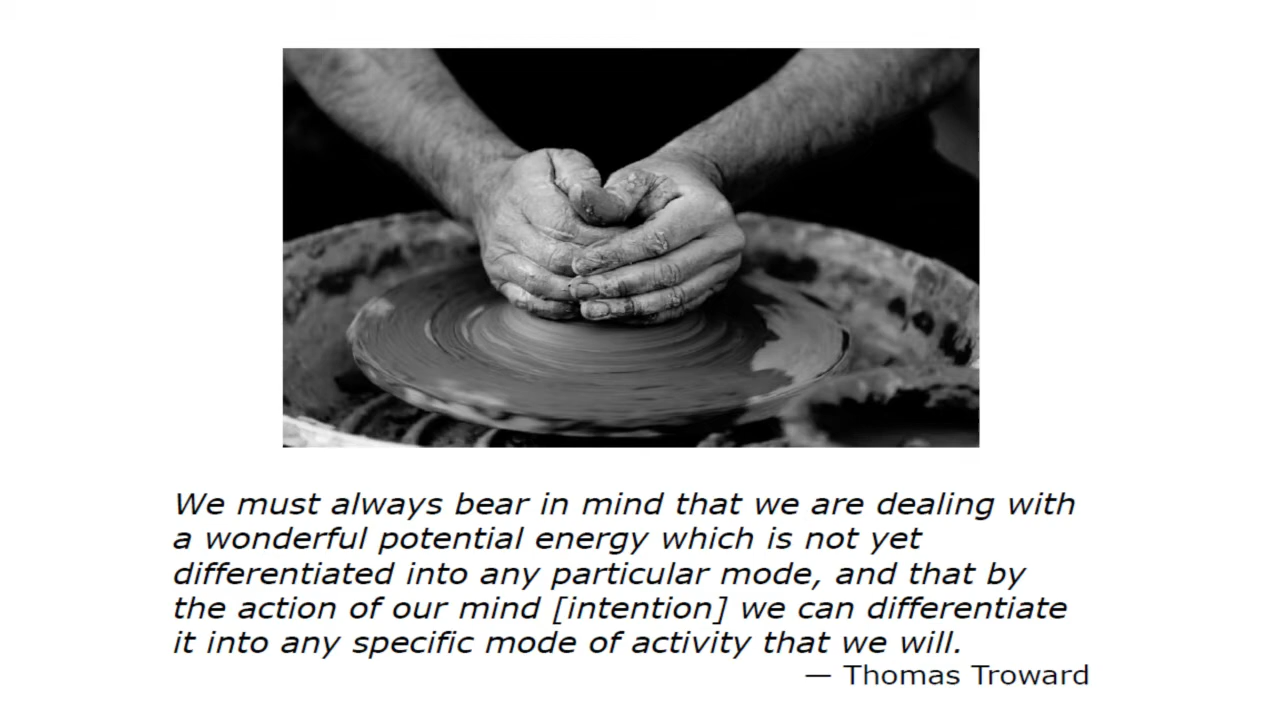 We must always bear in mind that we are dealing with
a wonderful potential energy which is not yet
differentiated into any particular mode, and that by
the action of our mind [intention] we can differentiate
it into any specific mode of activity that we will.
— Thomas Troward